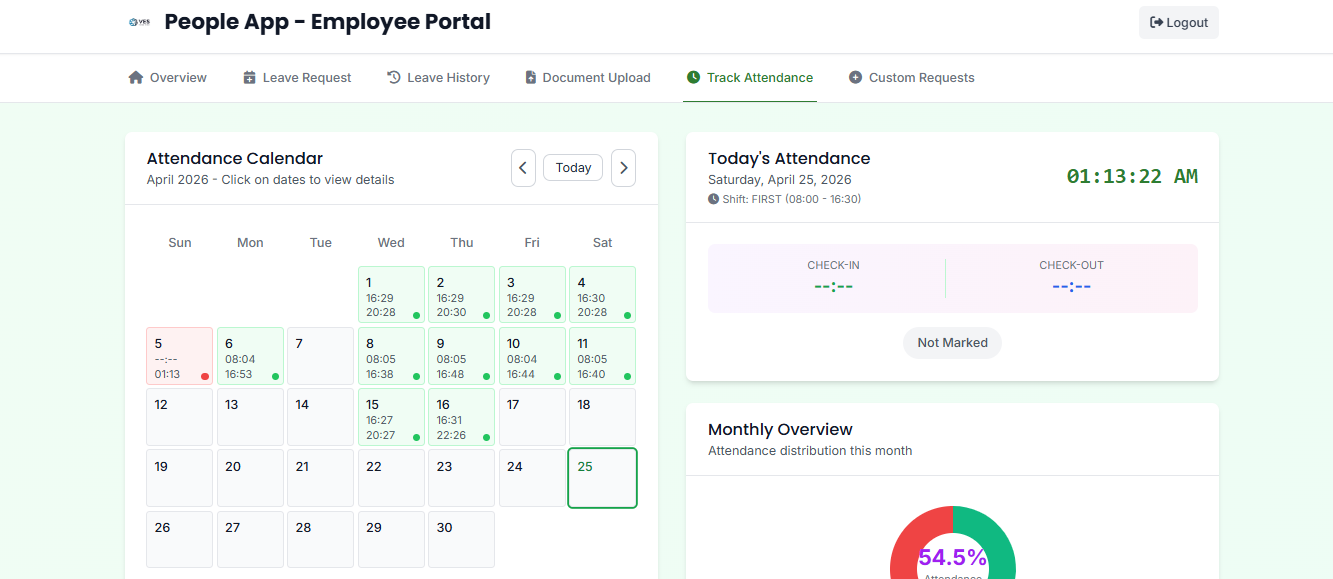 YES
People App - Employee Portal
Logout
Overview
Leave Request
Leave History
Document Upload
Track Attendance
Custom Requests
Attendance Calendar
April 2026 - Click on dates to view details
Today
Sun Mon Tue Wed Thu Fri Sat
1 2 3 4
16:29 16:29 16:29 16:30
20:28 20:30 20:28 20:28
5 6 7 8 9 10 11
--:-- 08:04 08:05 08:05 08:04 08:05
01:13 16:53 16:38 16:48 16:44 16:40
12 13 14 15 16 17 18
16:27 16:31
20:27 22:26
19 20 21 22 23 24 25
26 27 28 29 30
Today's Attendance
Saturday, April 25, 2026
Shift: FIRST (08:00 - 16:30)
01:13:22 AM
CHECK-IN CHECK-OUT
--:-- --:--
Not Marked
Monthly Overview
Attendance distribution this month
54.5%
Attendance